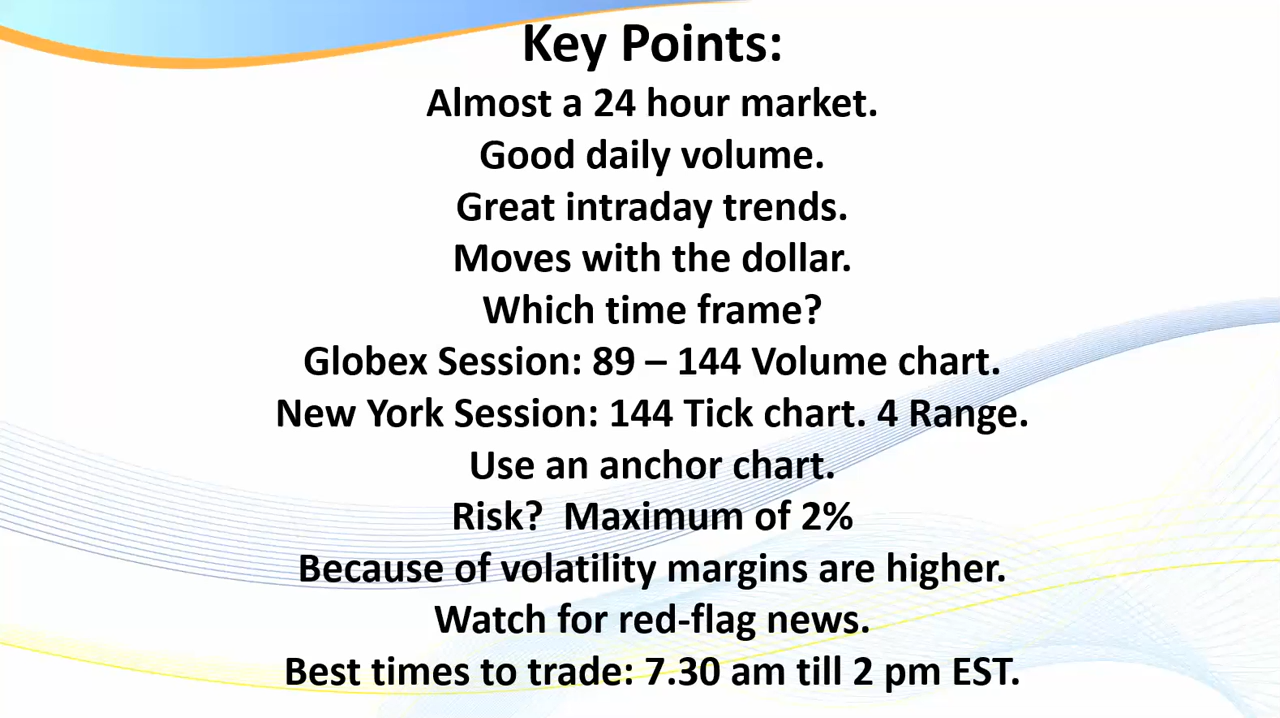 Key Points:
Almost a 24 hour market.
Good daily volume.
Great intraday trends.
Moves with the dollar.
Which time frame?
Globex Session: 89 – 144 Volume chart.
New York Session: 144 Tick chart. 4 Range.
Use an anchor chart.
Risk?  Maximum of 2%
Because of volatility margins are higher.
Watch for red-flag news.
Best times to trade: 7.30 am till 2 pm EST.